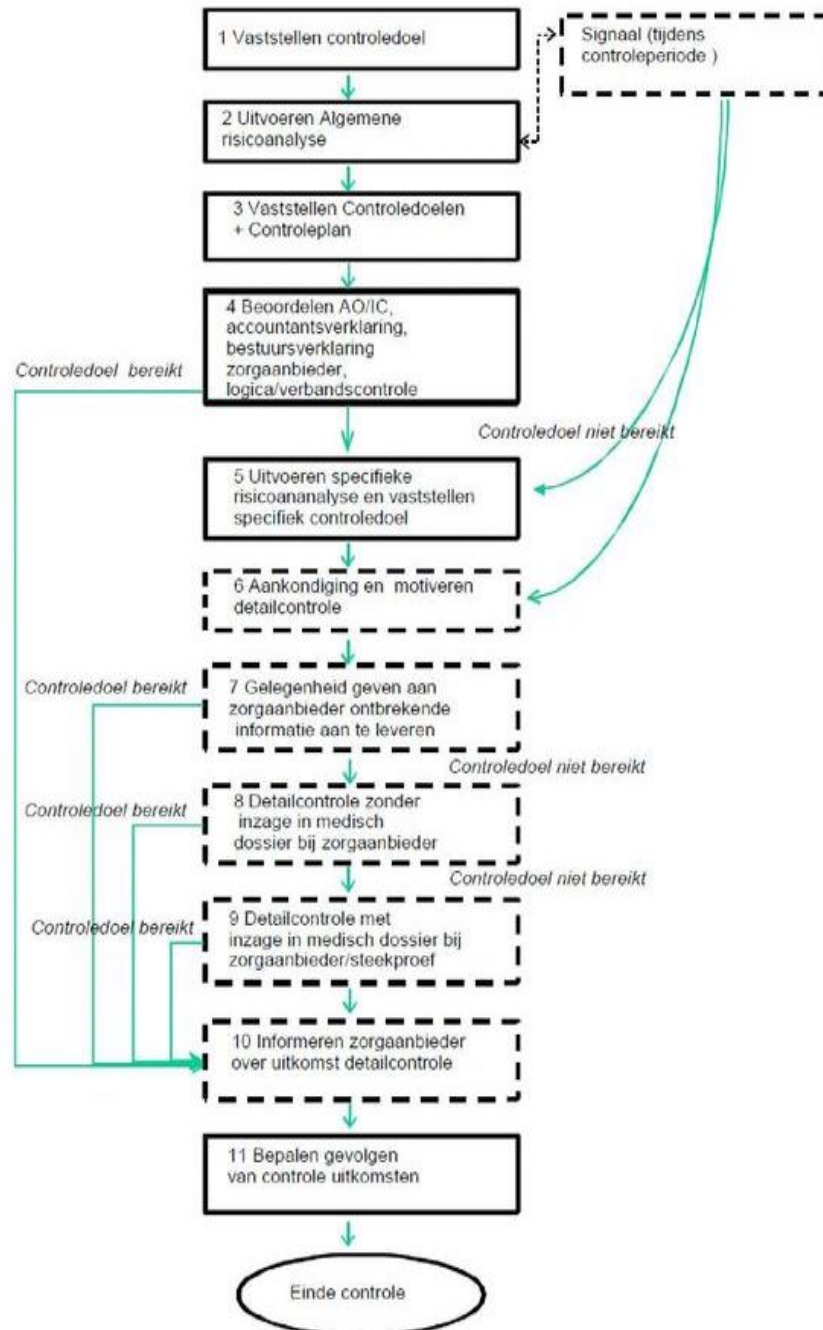 1 Vaststellen controledoel
Signaal (tijdens
controleperiode )
2 Uitvoeren Algemene
risicoanalyse
3 Vaststellen Controledoelen
+ Controleplan
4 Beoordelen AO/IC,
accountantsverklaring,
bestuursverklaring
zorgaanbieder,
logica/verbandscontrole
Controledoel bereikt
Controledoel niet bereikt
5 Uitvoeren specifieke
risicoananalyse en vaststellen
specifiek controledoel
6 Aankondiging en motiveren
detailcontrole
Controledoel bereikt
7 Gelegenheid geven aan
zorgaanbieder ontbrekende
informatie aan te leveren
Controledoel niet bereikt
Controledoel bereikt
8 Detailcontrole zonder
inzage in medisch
dossier bij zorgaanbieder
Controledoel niet bereikt
Controledoel bereikt
9 Detailcontrole met
inzage in medisch dossier bij
zorgaanbieder/steekproef
10 Informeren zorgaanbieder
over uitkomst detailcontrole
11 Bepalen gevolgen
van controle uitkomsten
Einde controle